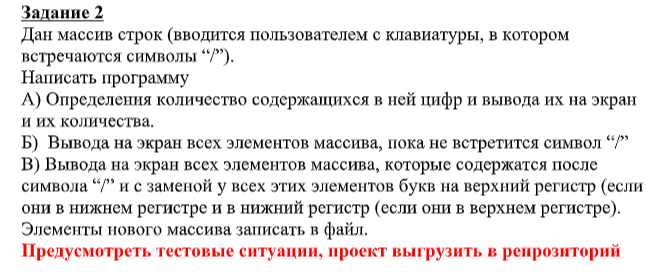 Задание 2
Дан массив строк (вводится пользователем с клавиатуры, в котором
встречаются символы “/”).
Написать программу
А) Определения количество содержащихся в ней цифр и вывода их на экран
и их количества.
Б) Вывода на экран всех элементов массива, пока не встретится символ “/”
В) Вывода на экран всех элементов массива, которые содержатся после
символа “/” и с заменой у всех этих элементов букв на верхний регистр (если
они в нижнем регистре и в нижний регистр (если они в верхнем регистре).
Элементы нового массива записать в файл.
Предусмотреть тестовые ситуации, проект выгрузить в репрозиторий